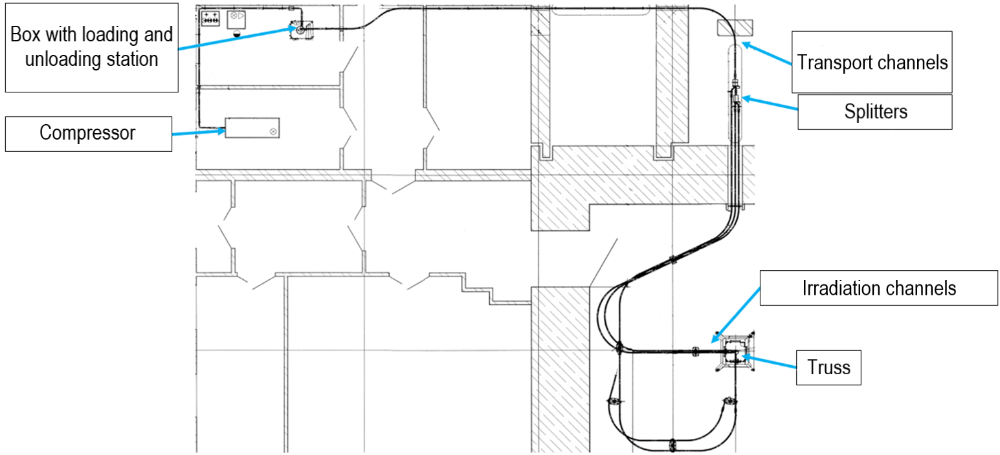 Box with loading and
unloading station
Transport channels
Splitters
Compressor
Irradiation channels
Truss